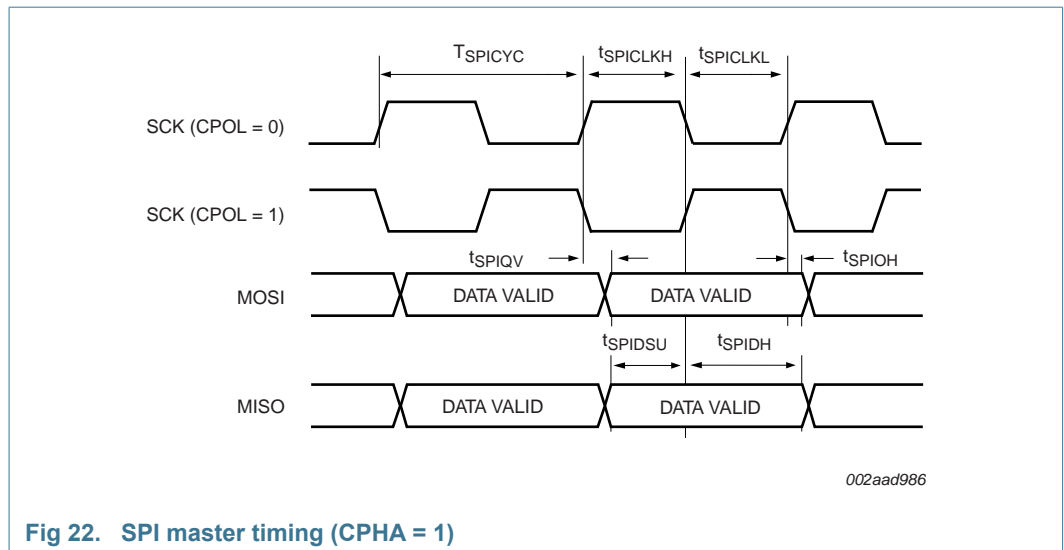 TSPICYC tSPICLKH tSPICLKL
SCK (CPOL = 0)
SCK (CPOL = 1)
tSPIQV tSPIOH
MOSI DATA VALID DATA VALID
tSPIDSU tSPIDH
MISO DATA VALID DATA VALID
002aad986
Fig 22. SPI master timing (CPHA = 1)